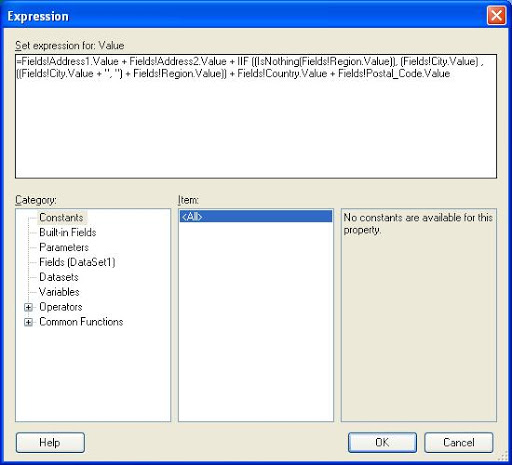 Expression
Set expression for: Value
=Fields!Address1.Value + Fields!Address2.Value + IIF ((IsNothing(Fields!Region.Value)), (Fields!City.Value) ,
((Fields!City.Value + ", ") + Fields!Region.Value)) + Fields!Country.Value + Fields!Postal_Code.Value
Category:
Item:
Constants
Built-in Fields
Parameters
Fields (DataSet1)
Datasets
Variables
Operators
Common Functions
<All>
No constants are available for this
property.
Help
OK
Cancel